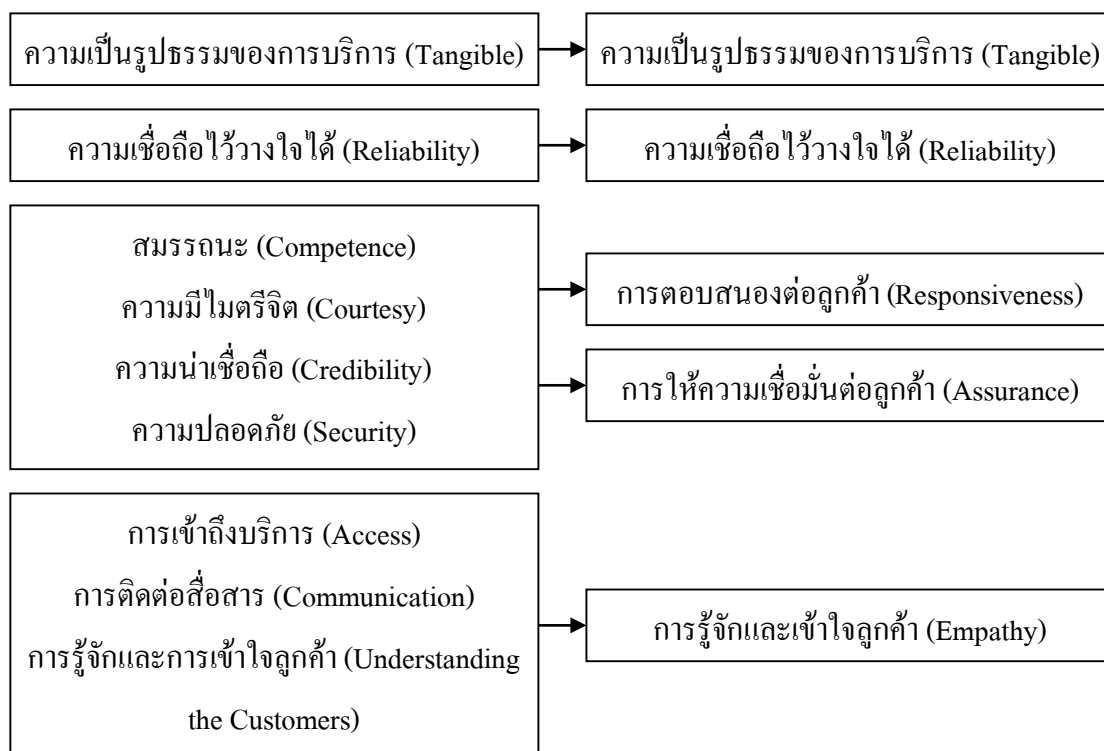 ความเป็นรูปธรรมของการบริการ (Tangible)
ความเป็นรูปธรรมของการบริการ (Tangible)
ความเชื่อถือไว้วางใจได้ (Reliability)
ความเชื่อถือไว้วางใจได้ (Reliability)
สมรรถนะ (Competence)
ความมีไมตรีจิต (Courtesy)
ความน่าเชื่อถือ (Credibility)
ความปลอดภัย (Security)
การตอบสนองต่อลูกค้า (Responsiveness)
การให้ความเชื่อมั่นต่อลูกค้า (Assurance)
การเข้าถึงบริการ (Access)
การติดต่อสื่อสาร (Communication)
การรู้จักและการเข้าใจลูกค้า (Understanding
the Customers)
การรู้จักและเข้าใจลูกค้า (Empathy)